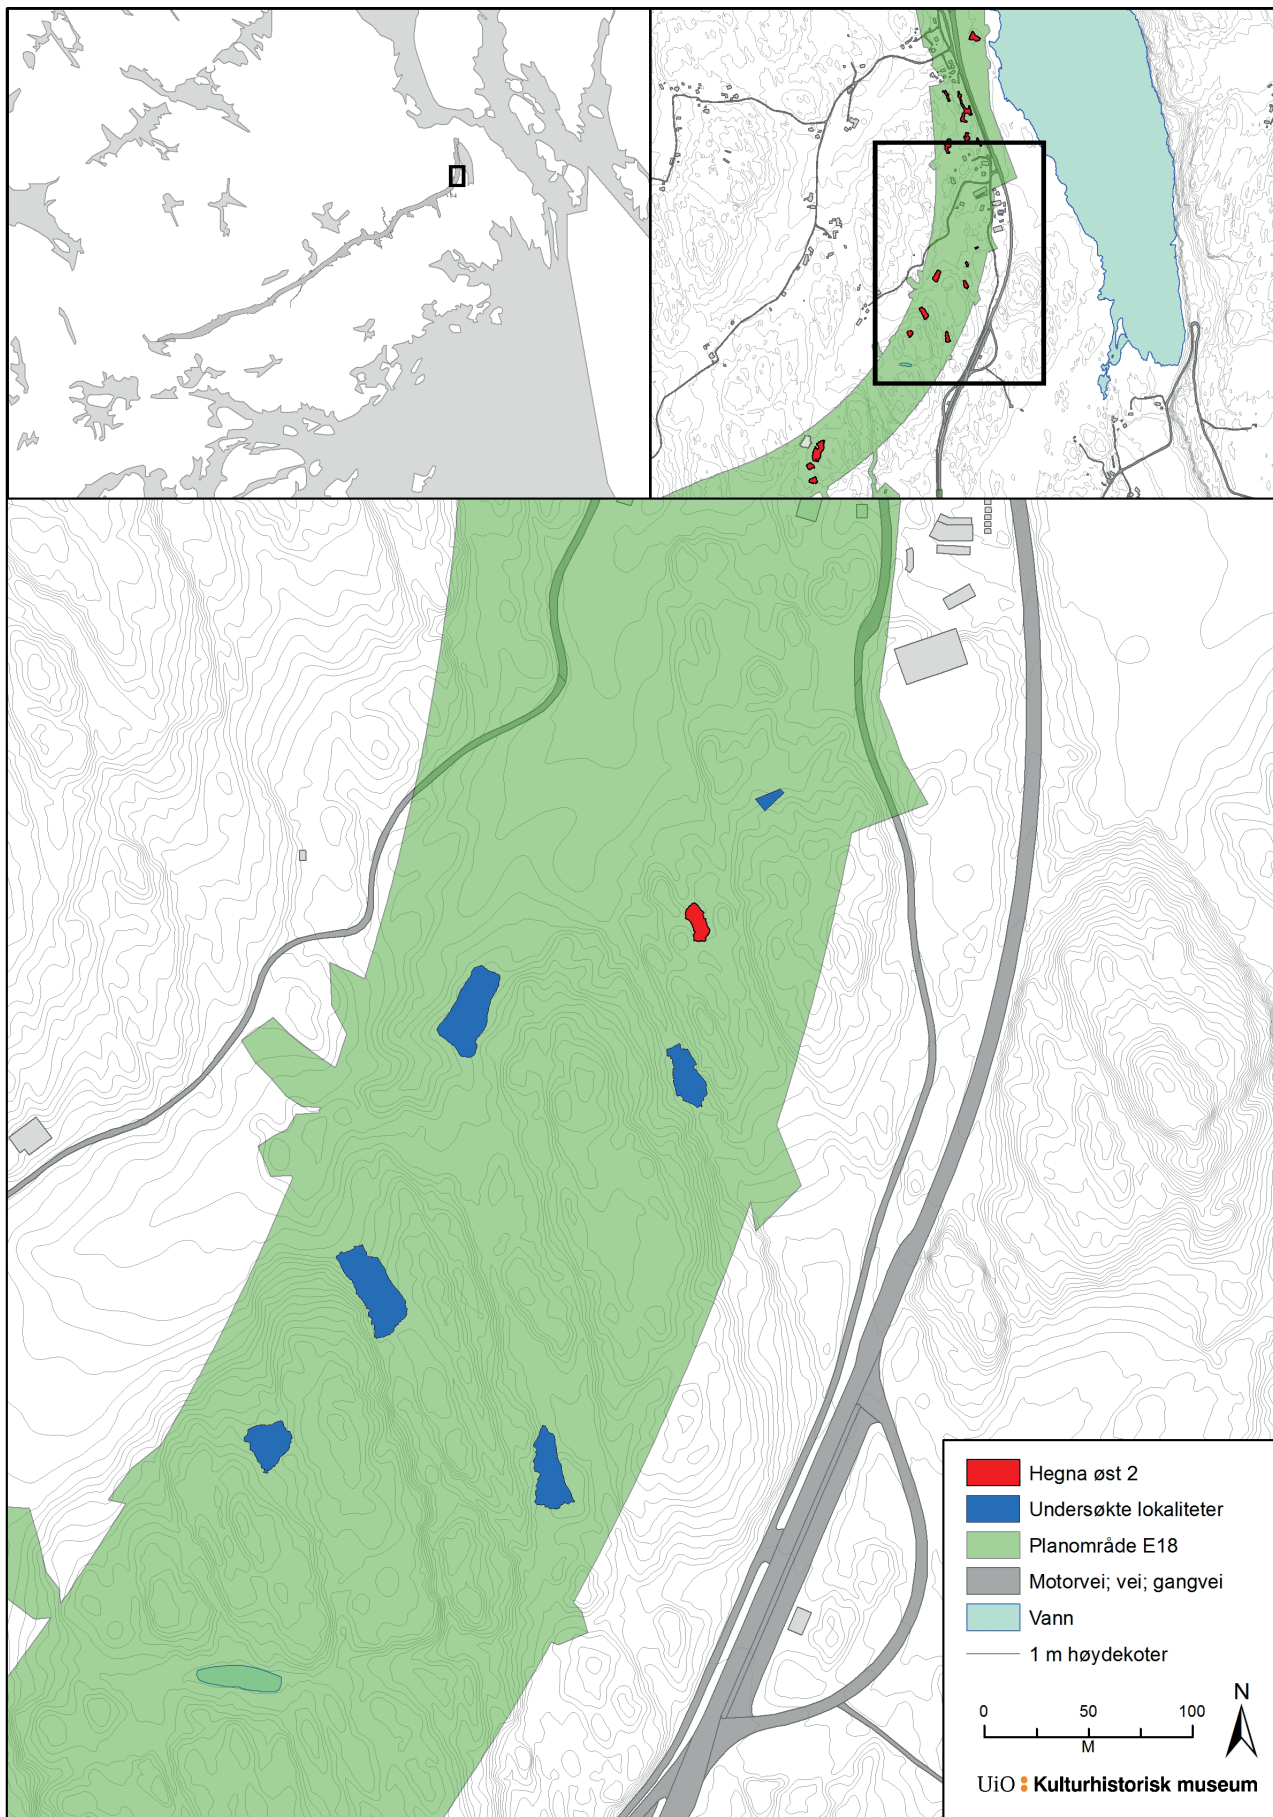 Hegna øst 2
Undersøkte lokaliteter
Planområde E18
Motorvei; vei; gangvei
Vann
1 m høydekoter
0 50 100
M
N
UiO Kulturhistorisk museum